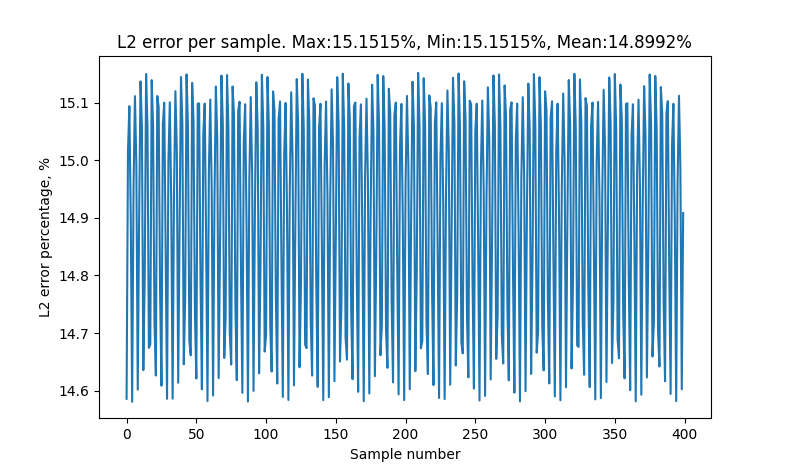 L2 error per sample. Max:15.1515%, Min:15.1515%, Mean:14.8992%
L2 error percentage, %
15.1
15.0
14.9
14.8
14.7
14.6
0 50 100 150 200 250 300 350 400
Sample number